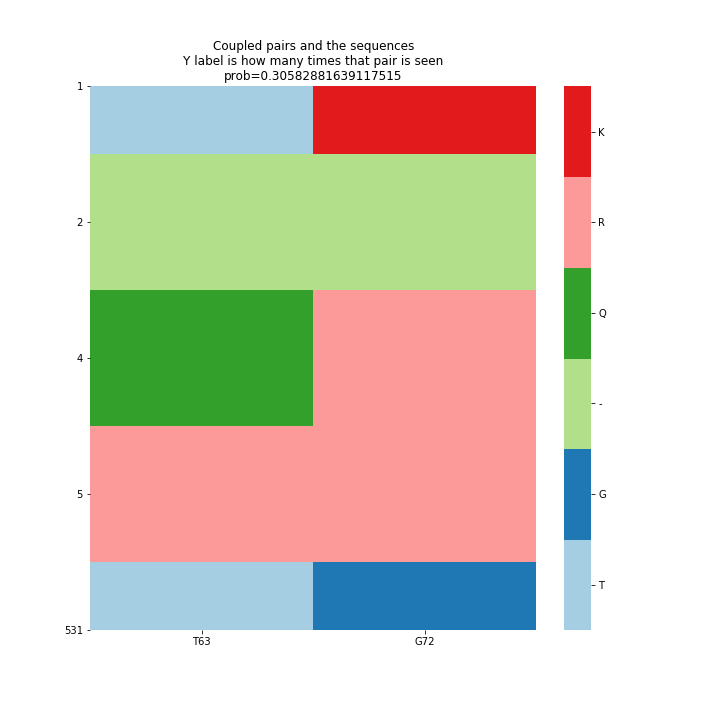 Coupled pairs and the sequences
Y label is how many times that pair is seen
prob=0.30582881639117515
1
2
4
5
531
T63
G72
K
R
Q
-
G
T